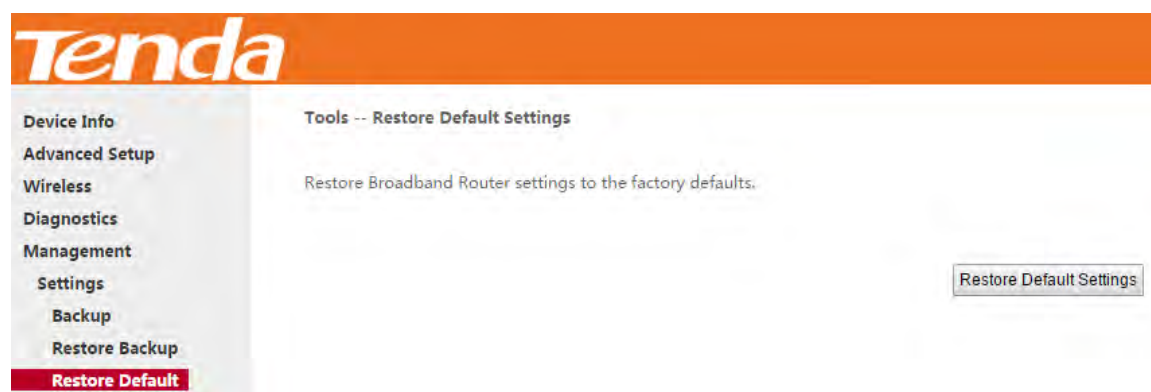 Tenda
Device Info
Advanced Setup
Wireless
Diagnostics
Management
Settings
Backup
Restore Backup
Restore Default
Tools -- Restore Default Settings
Restore Broadband Router settings to the factory defaults.
Restore Default Settings